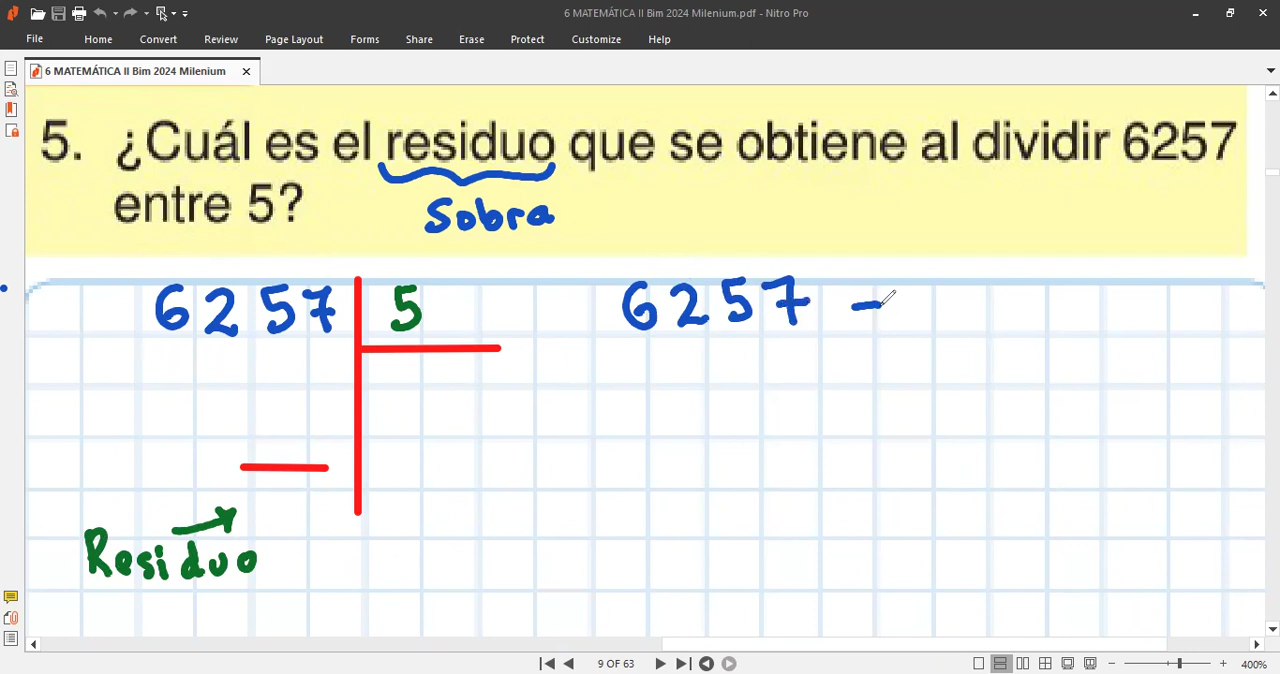 6 MATEMÁTICA II Bim 2024 Milenium.pdf - Nitro Pro
File Home Convert Review Page Layout Forms Share Erase Protect Customize Help
6 MATEMÁTICA II Bim 2024 Milenium
5. ¿Cuál es el residuo que se obtiene al dividir 6257
entre 5?
Sobra
6257 5 6257 –
Residuo
9 OF 63
400%